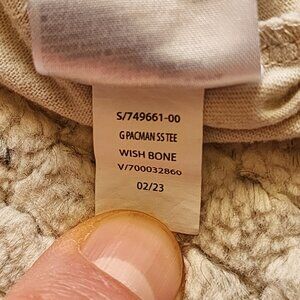 S/749661-00
G PACMAN SS TEE
WISH BONE
V/700032860
02/23